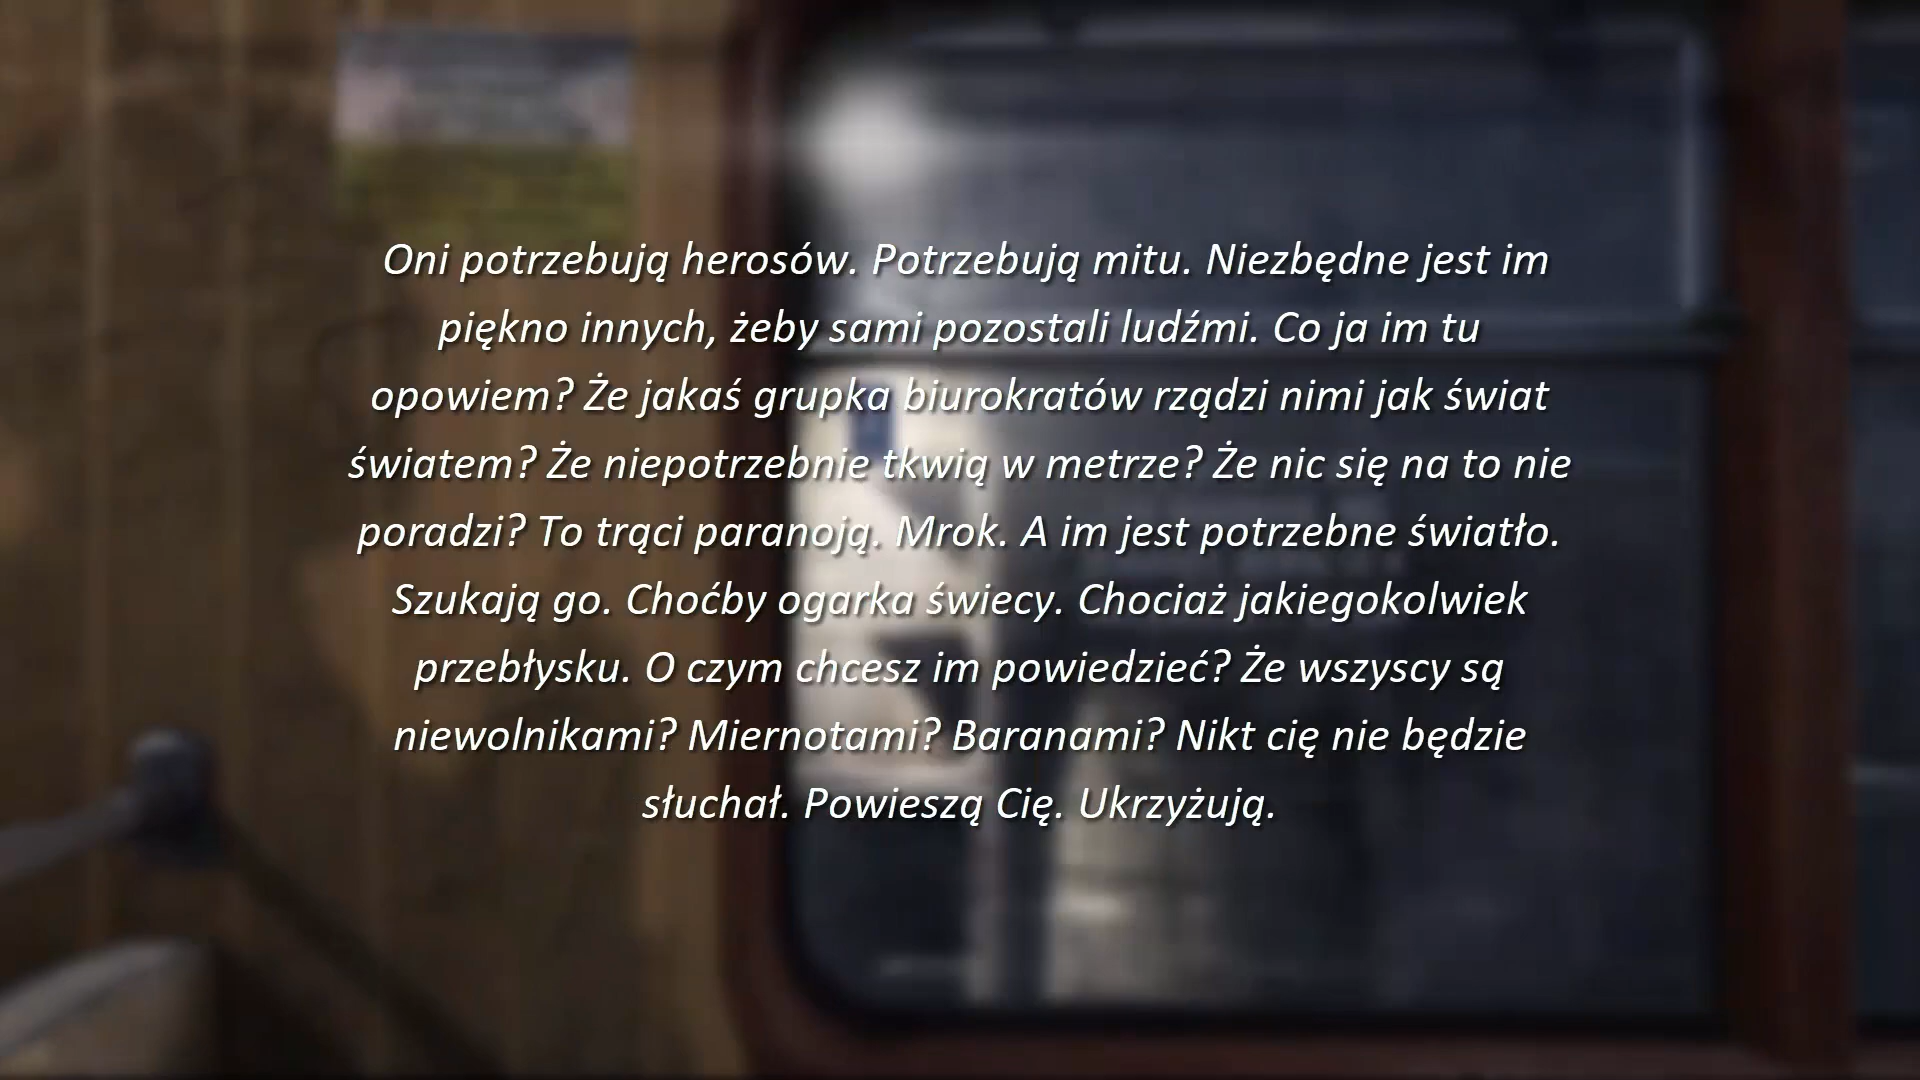 Oni potrzebują herosów. Potrzebują mitu. Niezbędne jest im
piękno innych, żeby sami pozostali ludźmi. Co ja im tu
opowiem? Że jakaś grupka biurokratów rządzi nimi jak świat
światem? Że niepotrzebnie tkwią w metrze? Że nic się na to nie
poradzi? To trąci paranoją. Mrok. A im jest potrzebne światło.
Szukają go. Choćby ogarka świecy. Chociaż jakiegokolwiek
przebłysku. O czym chcesz im powiedzieć? Że wszyscy są
niewolnikami? Miernotami? Baranami? Nikt cię nie będzie
słuchał. Powieszą Cię. Ukrzyżują.